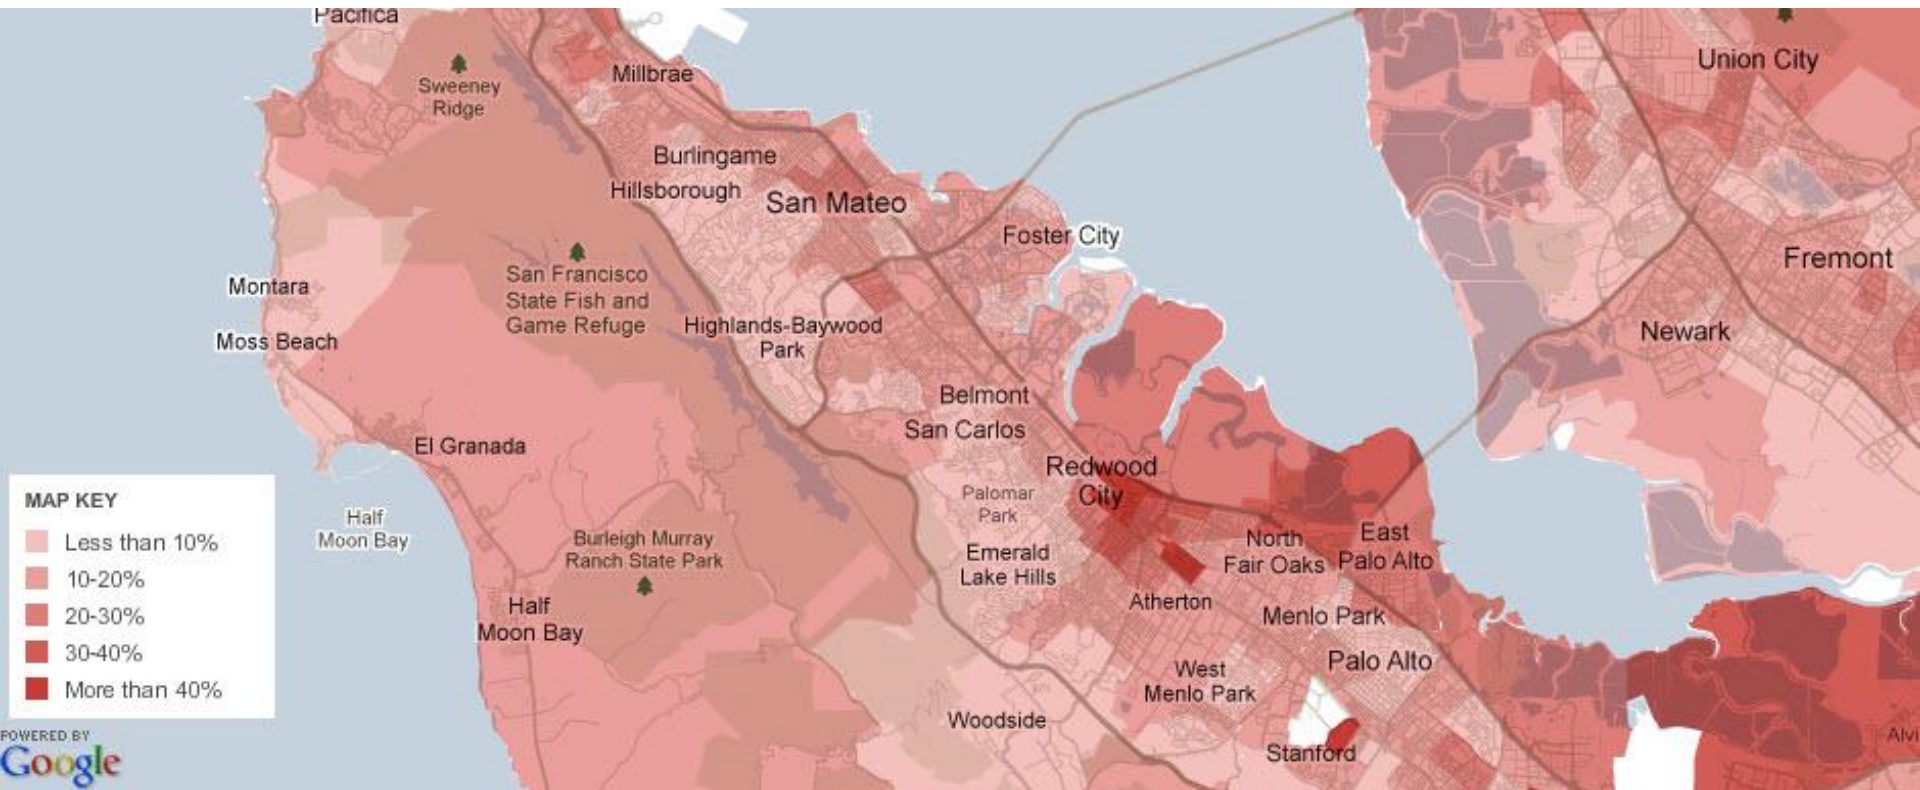 Pacifica
Millbrae
Union City
Sweeney
Ridge
Burlingame
Hillsborough
San Mateo
Foster City
Fremont
Montara
San Francisco
State Fish and
Game Refuge
Moss Beach
Highlands-Baywood
Park
Newark
Belmont
San Carlos
El Granada
Redwood
City
Palomar
Park
MAP KEY
Less than 10%
10-20%
20-30%
30-40%
More than 40%
Half
Moon Bay
Burleigh Murray
Ranch State Park
Emerald
Lake Hills
North
Fair Oaks
East
Palo Alto
Half
Moon Bay
Atherton
Menlo Park
West
Menlo Park
Palo Alto
Woodside
Stanford
Alvi
POWERED BY
Google